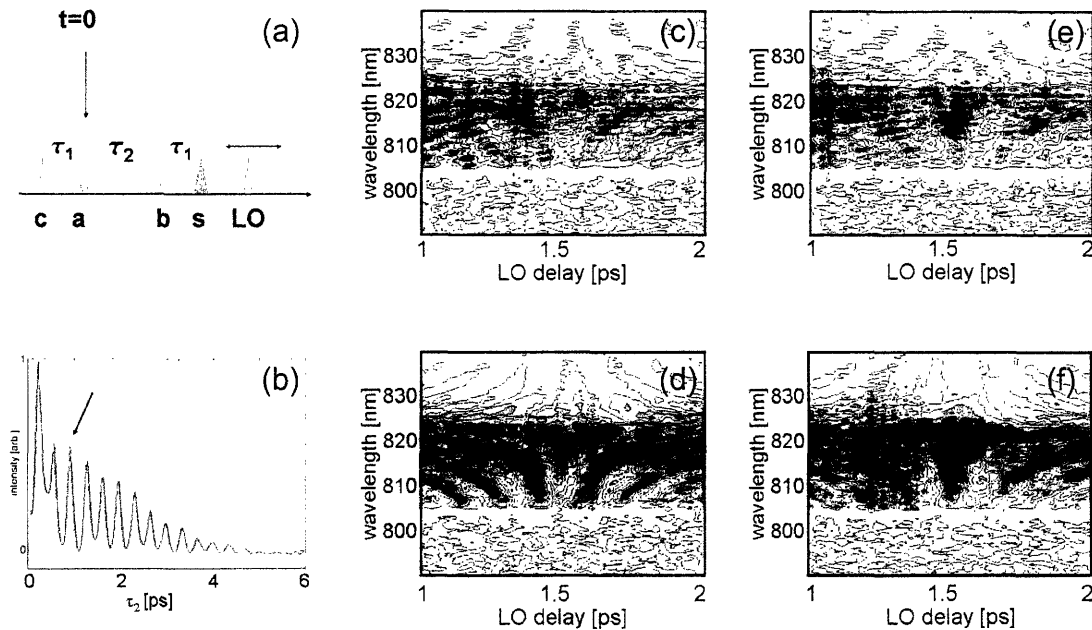 t=0
(a)
τ1 τ2 τ1
c a b s LO
(b)
intensity [arb.]
1
0
0 2 4 6
τ2 [ps]
(c)
wavelength [nm]
830
820
810
800
1 1.5 2
LO delay [ps]
(d)
wavelength [nm]
830
820
810
800
1 1.5 2
LO delay [ps]
(e)
wavelength [nm]
830
820
810
800
1 1.5 2
LO delay [ps]
(f)
wavelength [nm]
830
820
810
800
1 1.5 2
LO delay [ps]